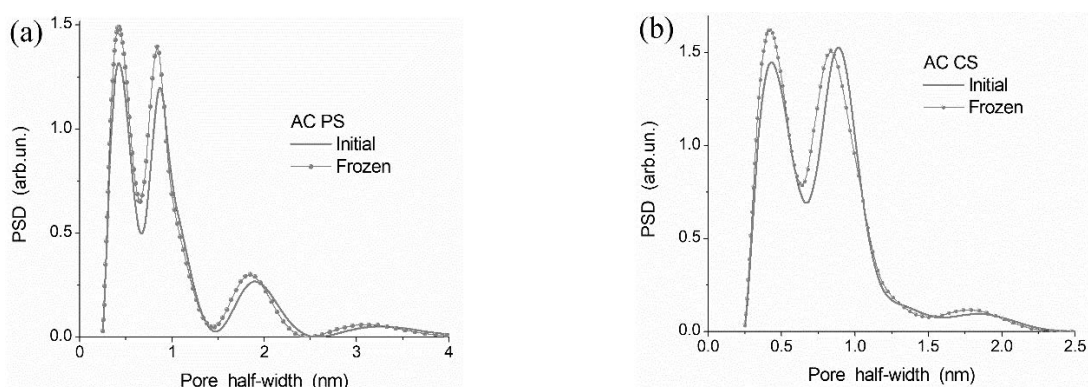 (a)
1.5
1.0
0.5
0.0
PSD (arb.un.)
AC PS
Initial
Frozen
0 1 2 3 4
Pore half-width (nm)
(b)
1.5
1.0
0.5
0.0
PSD (arb.un.)
AC CS
Initial
Frozen
0.0 0.5 1.0 1.5 2.0 2.5
Pore half-width (nm)